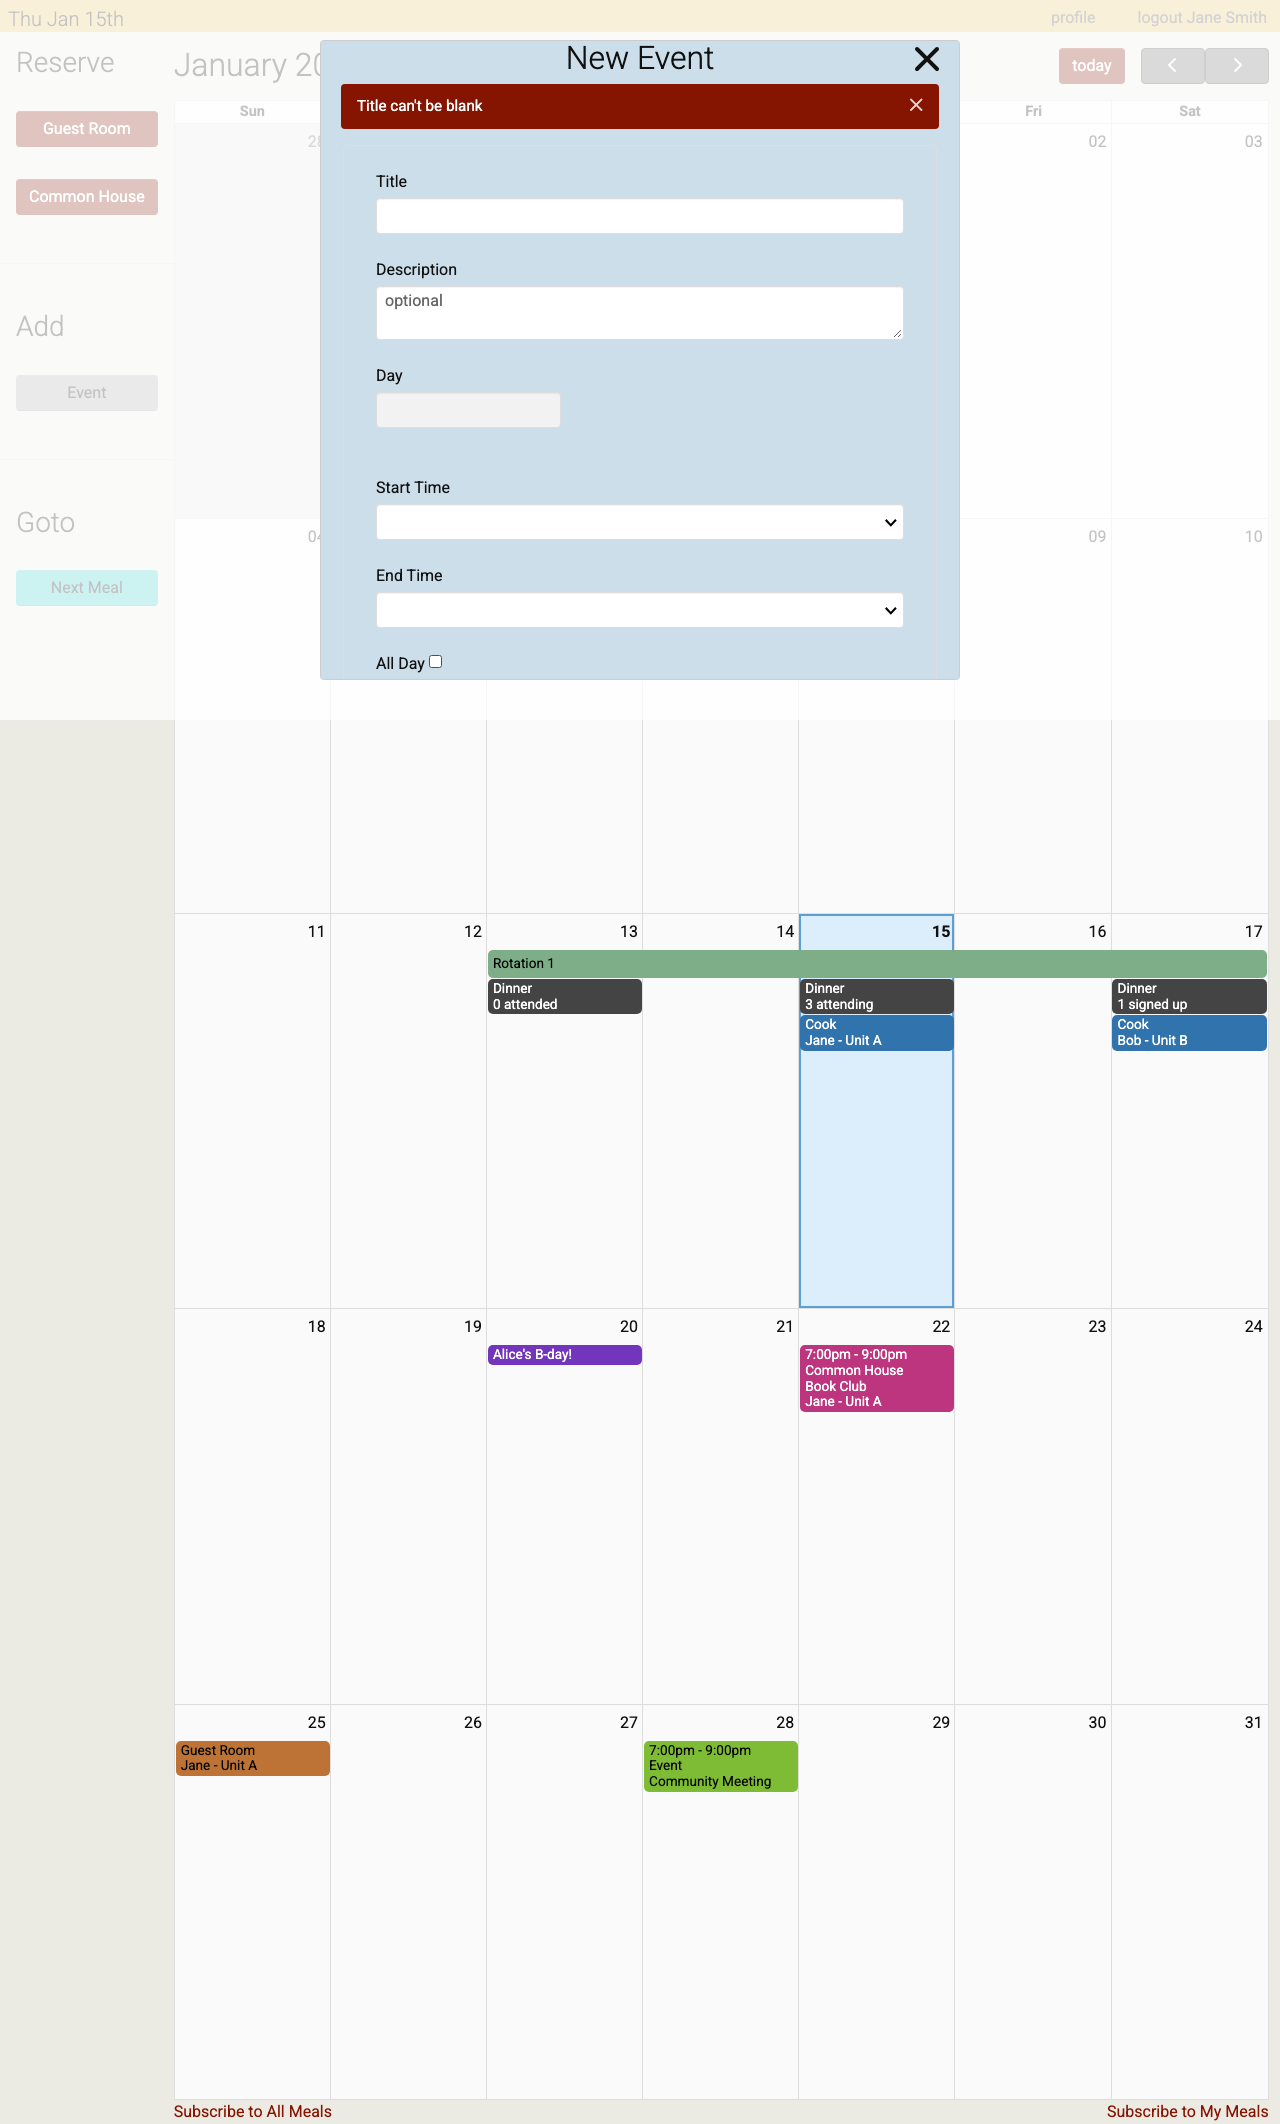 Thu Jan 15th
profile
logout Jane Smith
Reserve
Guest Room
Common House
Add
Event
Goto
Next Meal
January 20
today
New Event
Title can't be blank
Title
Description
optional
Day
Start Time
End Time
All Day
Sun
Fri
Sat
02
03
04
09
10
11
12
13
14
15
16
17
Rotation 1
Dinner
0 attended
Dinner
3 attending
Cook
Jane - Unit A
Dinner
1 signed up
Cook
Bob - Unit B
18
19
20
21
22
23
24
Alice's B-day!
7:00pm - 9:00pm
Common House
Book Club
Jane - Unit A
25
26
27
28
29
30
31
Guest Room
Jane - Unit A
7:00pm - 9:00pm
Event
Community Meeting
Subscribe to All Meals
Subscribe to My Meals